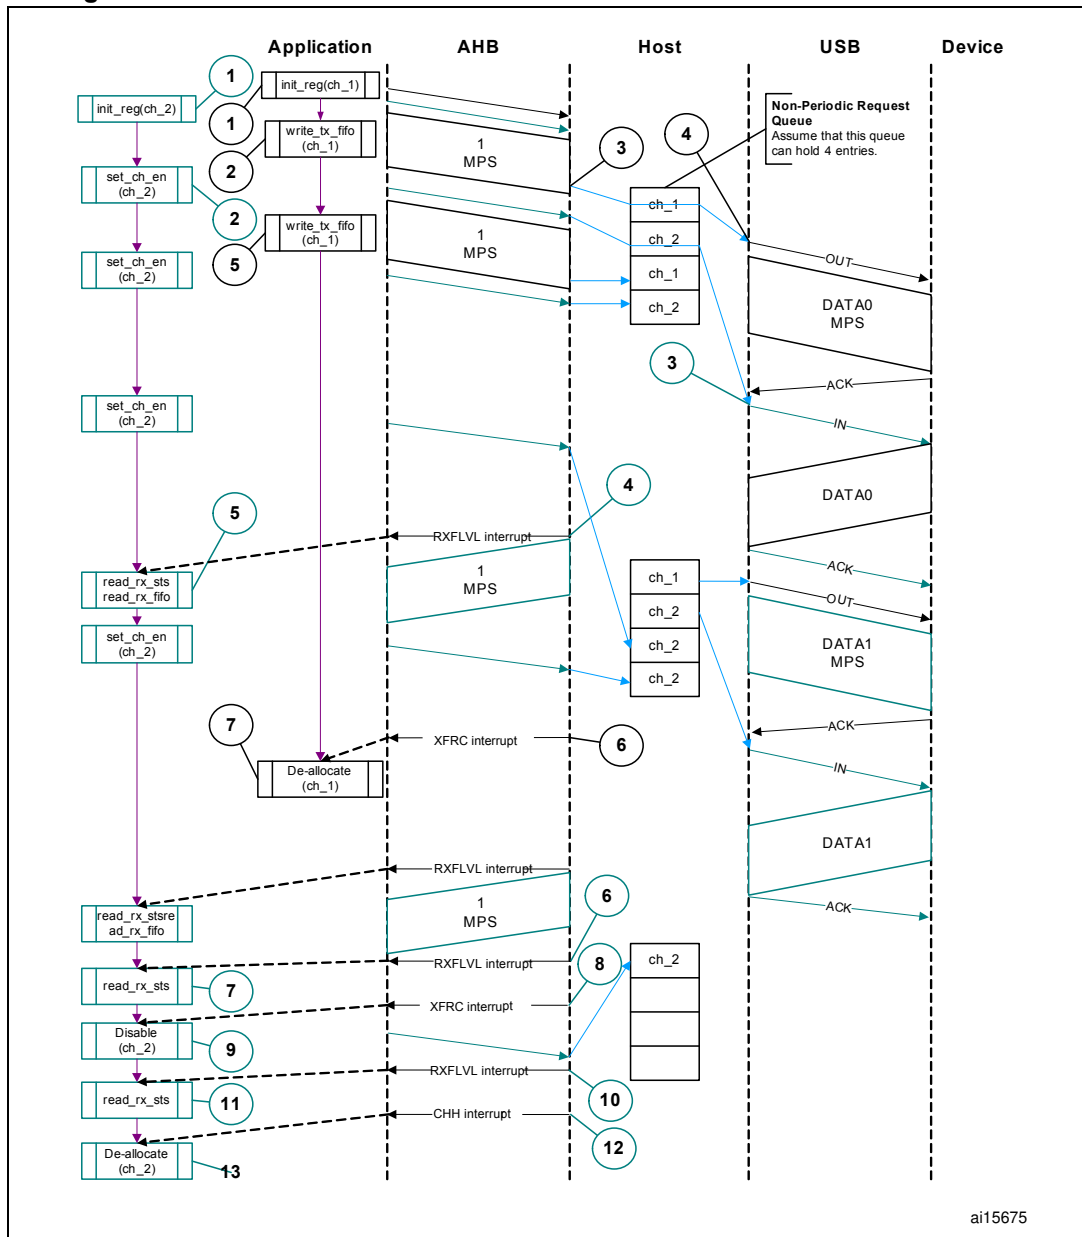 Application AHB Host USB Device
1
init_reg(ch_1)
init_reg(ch_2)
Non-Periodic Request
Queue
Assume that this queue
can hold 4 entries.
1
write_tx_fifo
(ch_1)
1
MPS
3
4
2
set_ch_en
(ch_2)
2
ch_1
write_tx_fifo
(ch_1)
1
MPS
ch_2
5
set_ch_en
(ch_2)
OUT
ch_1
ch_2
DATA0
MPS
3
ACK
set_ch_en
(ch_2)
IN
4
DATA0
5
RXFLVL interrupt
ACK
read_rx_sts
read_rx_fifo
1
MPS
ch_1
OUT
ch_2
set_ch_en
(ch_2)
ch_2
DATA1
MPS
ch_2
7
XFRC interrupt
6
ACK
De-allocate
(ch_1)
IN
DATA1
RXFLVL interrupt
read_rx_stsre
ad_rx_fifo
1
MPS
6
ACK
RXFLVL interrupt
8
ch_2
read_rx_sts
7
XFRC interrupt
Disable
(ch_2)
9
RXFLVL interrupt
read_rx_sts
11
10
CHH interrupt
12
De-allocate
(ch_2)
13
ai15675